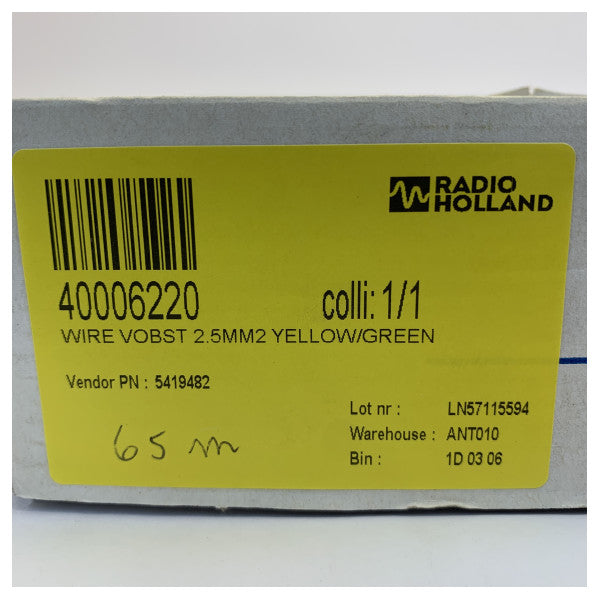 RADIO
HOLLAND
40006220 colli: 1/1
WIRE VOBST 2.5MM2 YELLOW/GREEN
Vendor PN : 5419482
65 m
Lot nr : LN57115594
Warehouse : ANT010
Bin : 1D 03 06